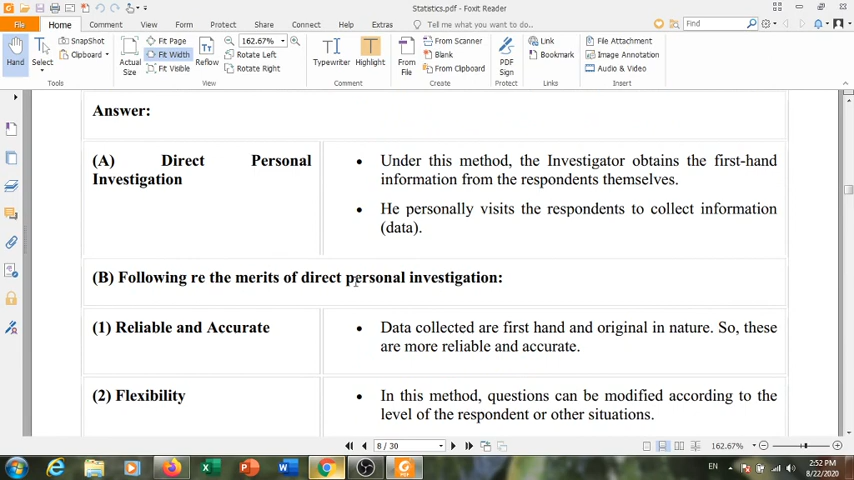 Statistics.pdf - Foxit Reader
File Home Comment View Form Protect Share Connect Help Extras Tell me what you want to do... Find
Hand
Select
SnapShot
Clipboard
Tools
Actual Size
Fit Page
Fit Width
Fit Visible
Reflow
162.67%
Rotate Left
Rotate Right
View
Typewriter
Highlight
Comment
From File
From Scanner
Blank
From Clipboard
Create
PDF Sign
Protect
Link
Bookmark
Links
File Attachment
Image Annotation
Audio & Video
Insert
Answer:
(A) Direct Personal
Investigation
• Under this method, the Investigator obtains the first-hand
information from the respondents themselves.
• He personally visits the respondents to collect information
(data).
(B) Following re the merits of direct personal investigation:
(1) Reliable and Accurate
• Data collected are first hand and original in nature. So, these
are more reliable and accurate.
(2) Flexibility
• In this method, questions can be modified according to the
level of the respondent or other situations.
8 / 30
162.67%
EN
2:52 PM
8/22/2020